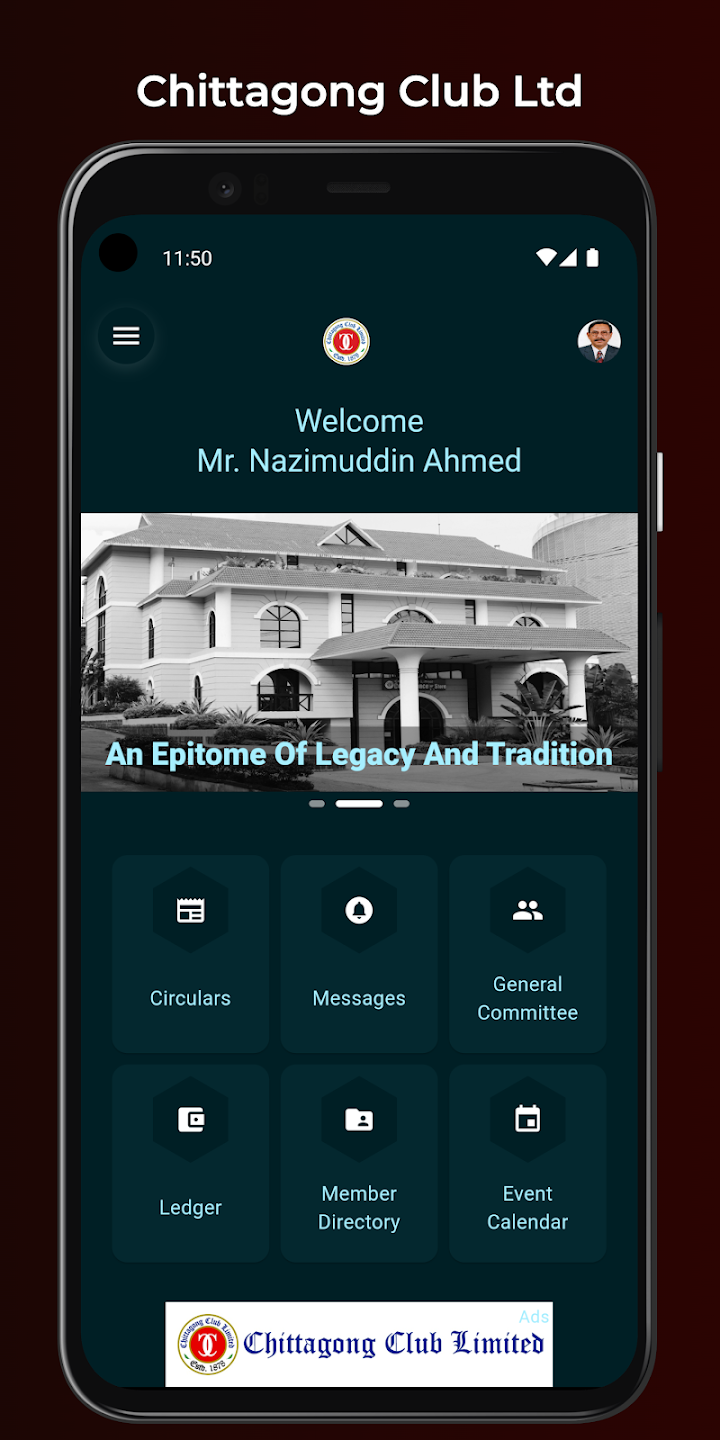 Chittagong Club Ltd
11:50
Chittagong Club Limited
Estd. 1878
Welcome
Mr. Nazimuddin Ahmed
An Epitome Of Legacy And Tradition
Circulars
Messages
General
Committee
Ledger
Member
Directory
Event
Calendar
Ads
Chittagong Club Limited
Estd. 1878
Chittagong Club Limited